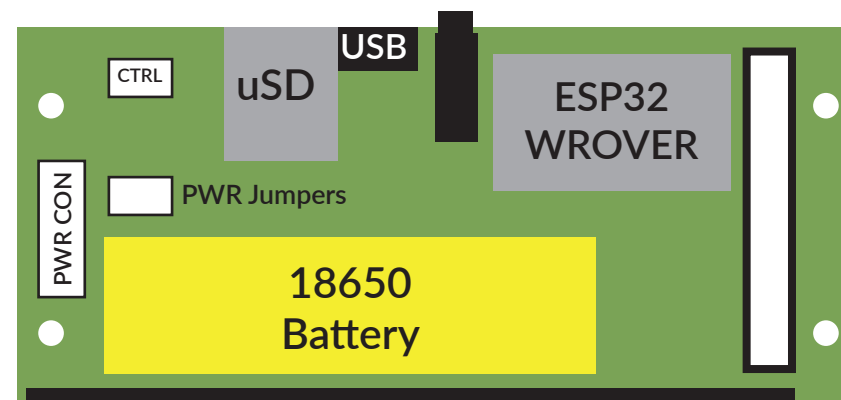 USB
CTRL
uSD
ESP32
WROVER
PWR CON
PWR Jumpers
18650
Battery